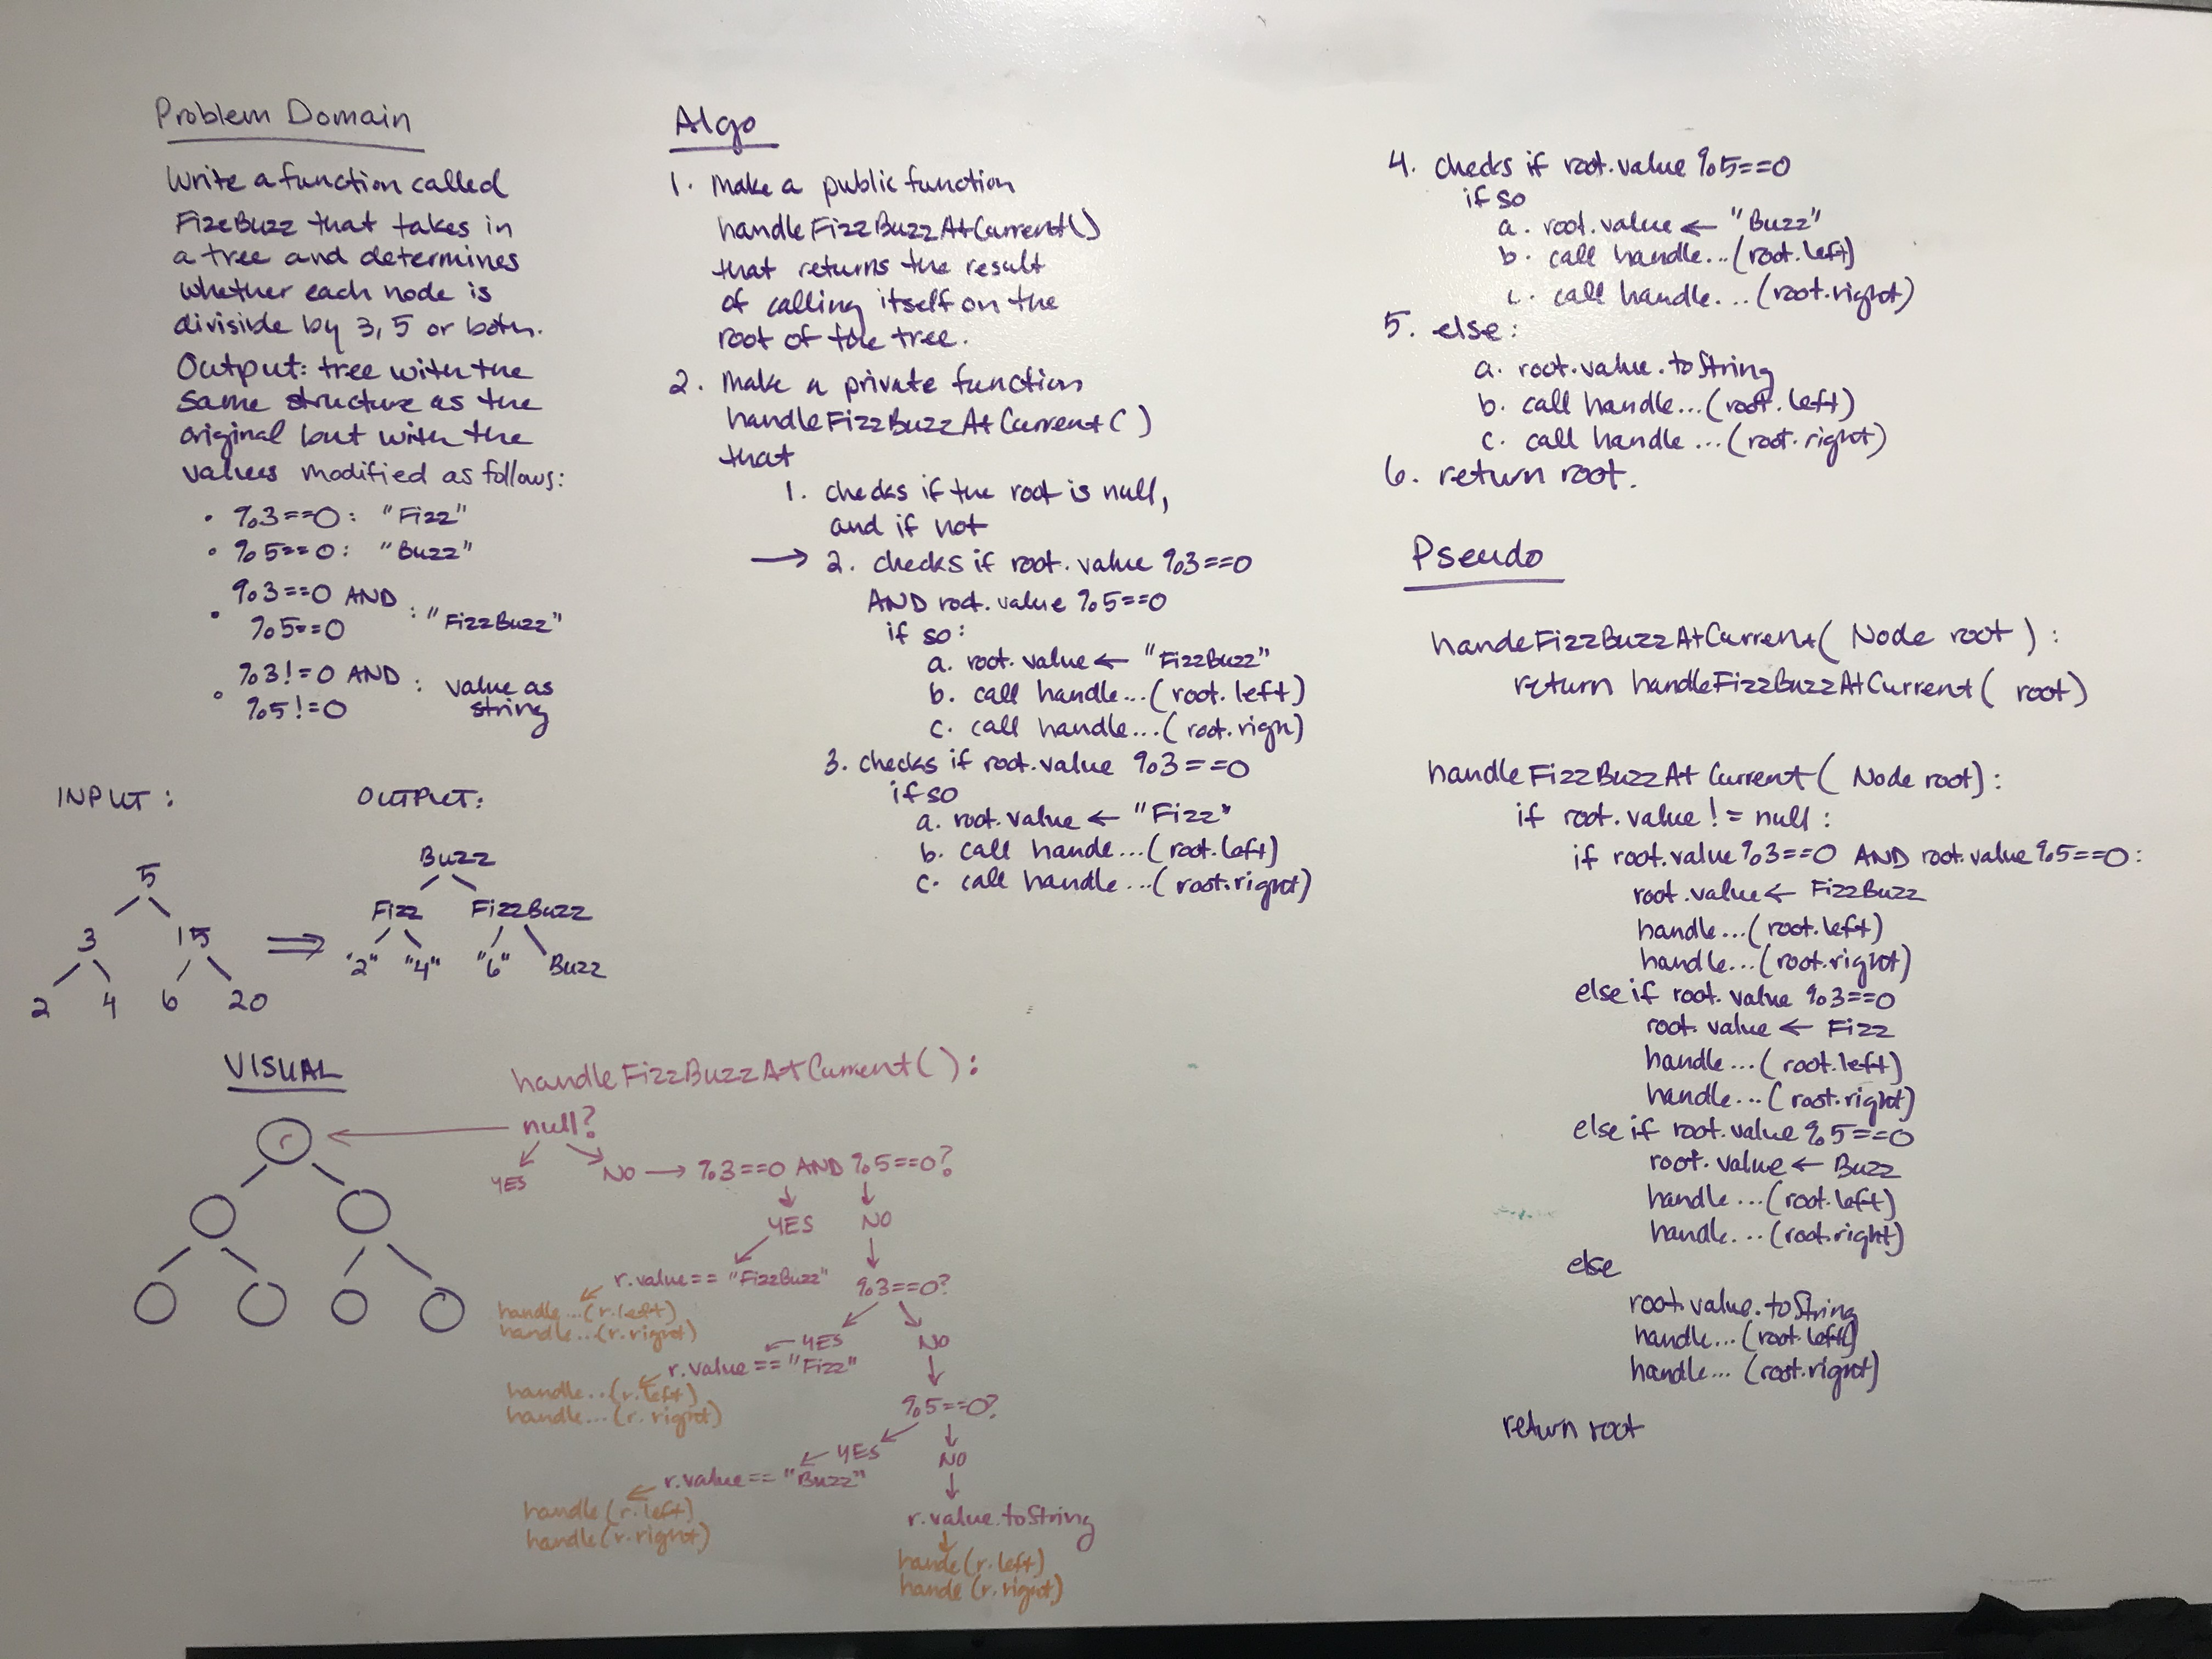 Problem Domain
Write a function called
FizeBuzz that takes in
a tree and determines
whether each node is
divisible by 3, 5 or both.
Output: tree with the
same structure as the
original but with the
values modified as follows:
• %3==0: "Fizz"
• %5==0: "Buzz"
• %3==0 AND
%5==0 : "FizzBuzz"
• %3!=0 AND
%5!=0 : value as
string
INPUT:
5
3 15
2 4 6 20
⇒
OUTPUT:
Buzz
Fizz FizzBuzz
"2" "4" "6" Buzz
VISUAL
r
handleFizzBuzzAtCurrent():
null?
YES NO → %3==0 AND %5==0?
YES NO
r.value == "FizzBuzz" %3==0?
handle...(r.left)
handle...(r.right)
YES NO
r.value == "Fizz"
handle...(r.left)
handle...(r.right)
%5==0?
YES NO
r.value == "Buzz"
handle(r.left)
handle(r.right)
r.value.toString
hande(r.left)
hande(r.right)
Algo
1. Make a public function
handleFizzBuzzAtCurrent()
that returns the result
of calling itself on the
root of the tree.
2. Make a private function
handleFizzBuzzAtCurrent()
that
1. checks if the root is null,
and if not
→ 2. checks if root.value %3==0
AND root.value %5==0
if so:
a. root.value ← "FizzBuzz"
b. call handle...(root.left)
c. call handle...(root.righ)
3. checks if root.value %3==0
if so
a. root.value ← "Fizz"
b. call hande...(root.left)
c. call handle...(root.right)
4. checks if root.value %5==0
if so
a. root.value ← "Buzz"
b. call handle...(root.left)
c. call handle...(root.right)
5. else:
a. root.value.toString
b. call handle...(root.left)
c. call handle...(root.right)
6. return root.
Pseudo
handeFizzBuzzAtCurrent( Node root ):
return handleFizzBuzzAtCurrent( root)
handleFizzBuzzAtCurrent( Node root):
if root.value != null:
if root.value %3==0 AND root.value %5==0:
root.value ← FizzBuzz
handle...(root.left)
handle...(root.right)
else if root.value %3==0
root.value ← Fizz
handle...(root.left)
handle...(root.right)
else if root.value %5==0
root.value ← Buzz
handle...(root.left)
handle...(root.right)
else
root.value.toString
handle...(root.left)
handle...(root.right)
return root